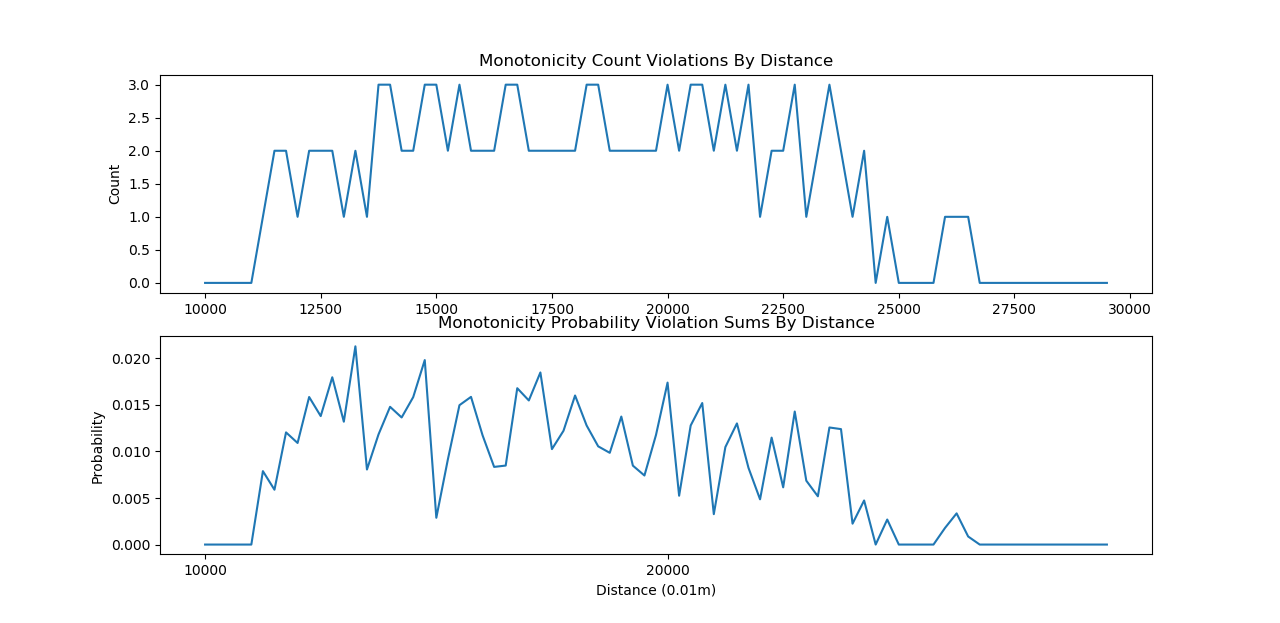 Monotonicity Count Violations By Distance
3.0
2.5
2.0
1.5
1.0
0.5
0.0
Count
10000 12500 15000 17500 20000 22500 25000 27500 30000
Monotonicity Probability Violation Sums By Distance
0.020
0.015
0.010
0.005
0.000
Probability
10000 20000
Distance (0.01m)